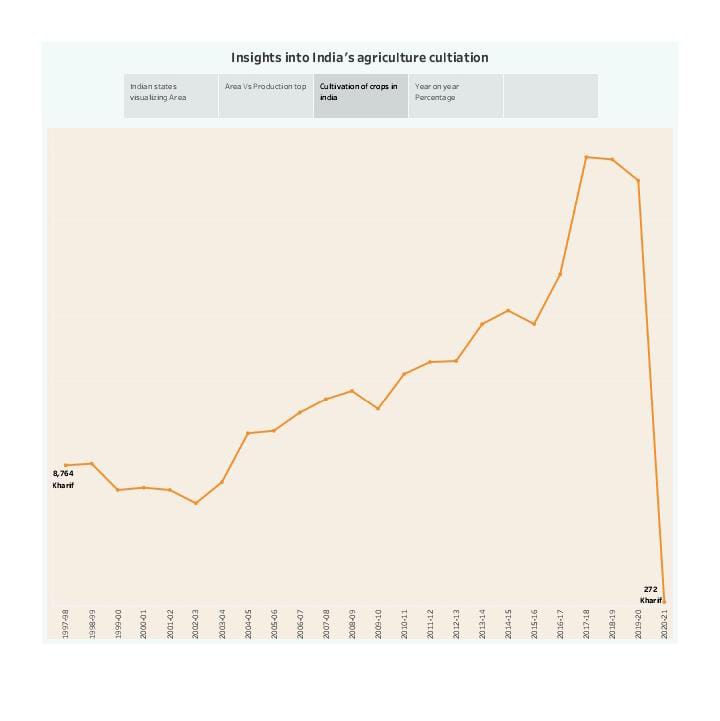 Insights into India's agriculture cultiation
Indian states
visualizing Area
Area Vs Production top
Cultivation of crops in
india
Year on year
Percentage
8,764
Kharif
272
Kharif
1997-98
1998-99
1999-00
2000-01
2001-02
2002-03
2003-04
2004-05
2005-06
2006-07
2007-08
2008-09
2009-10
2010-11
2011-12
2012-13
2013-14
2014-15
2015-16
2016-17
2017-18
2018-19
2019-20
2020-21